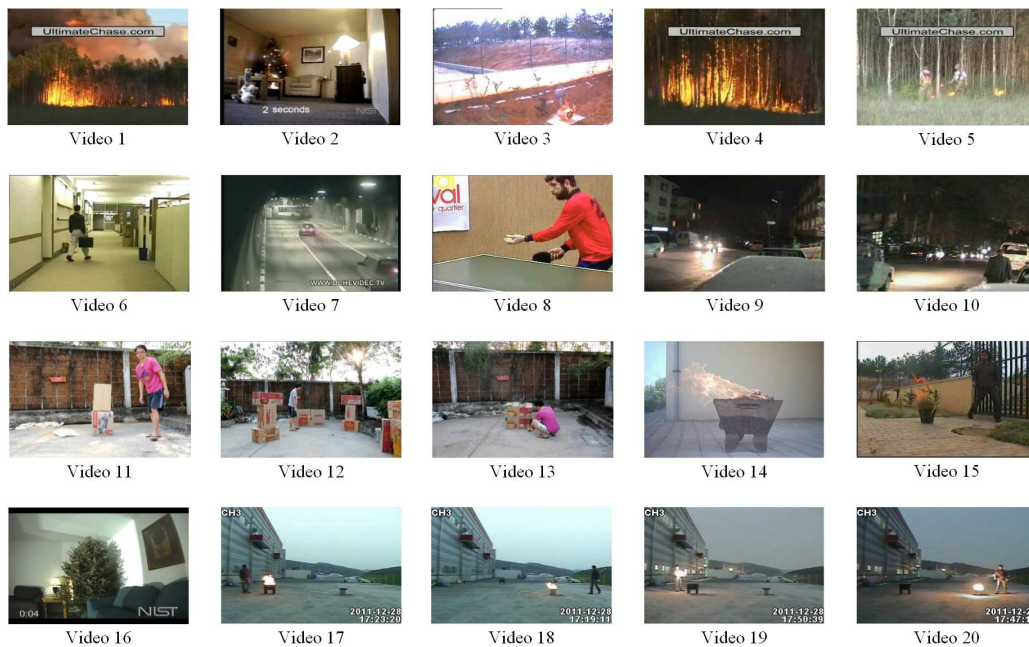 UltimateChase.com
UltimateChase.com
UltimateChase.com
2 seconds NIST
Video 1 Video 2 Video 3 Video 4 Video 5
val
quartier
WWW.OCHEVIDEC.TV
Video 6 Video 7 Video 8 Video 9 Video 10
Video 11 Video 12 Video 13 Video 14 Video 15
CH3 CH3 CH3 CH3
0:04 NIST
2011-12-28 2011-12-28 2011-12-28
17:23:20 17:19:11 17:50:39
Video 16 Video 17 Video 18 Video 19 Video 20